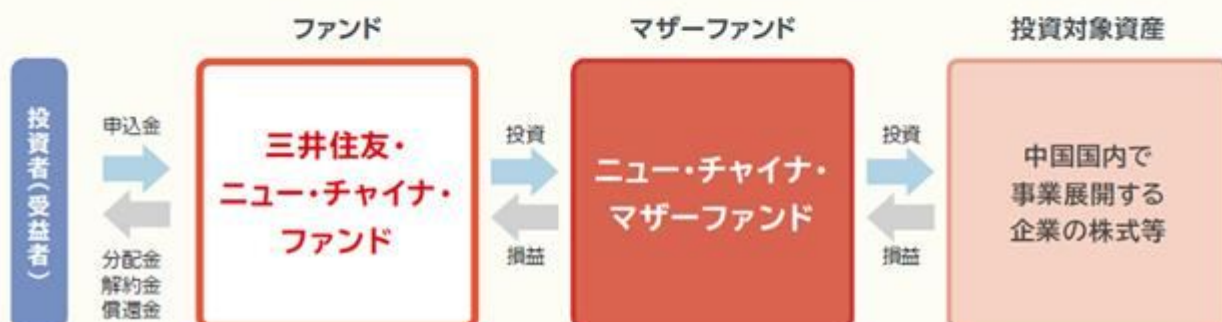 ファンド
マザーファンド
投資対象資産
投資者(受益者)
申込金
分配金
解約金
償還金
三井住友・
ニュー・チャイナ・
ファンド
投資
損益
ニュー・チャイナ・
マザーファンド
投資
損益
中国国内で
事業展開する
企業の株式等